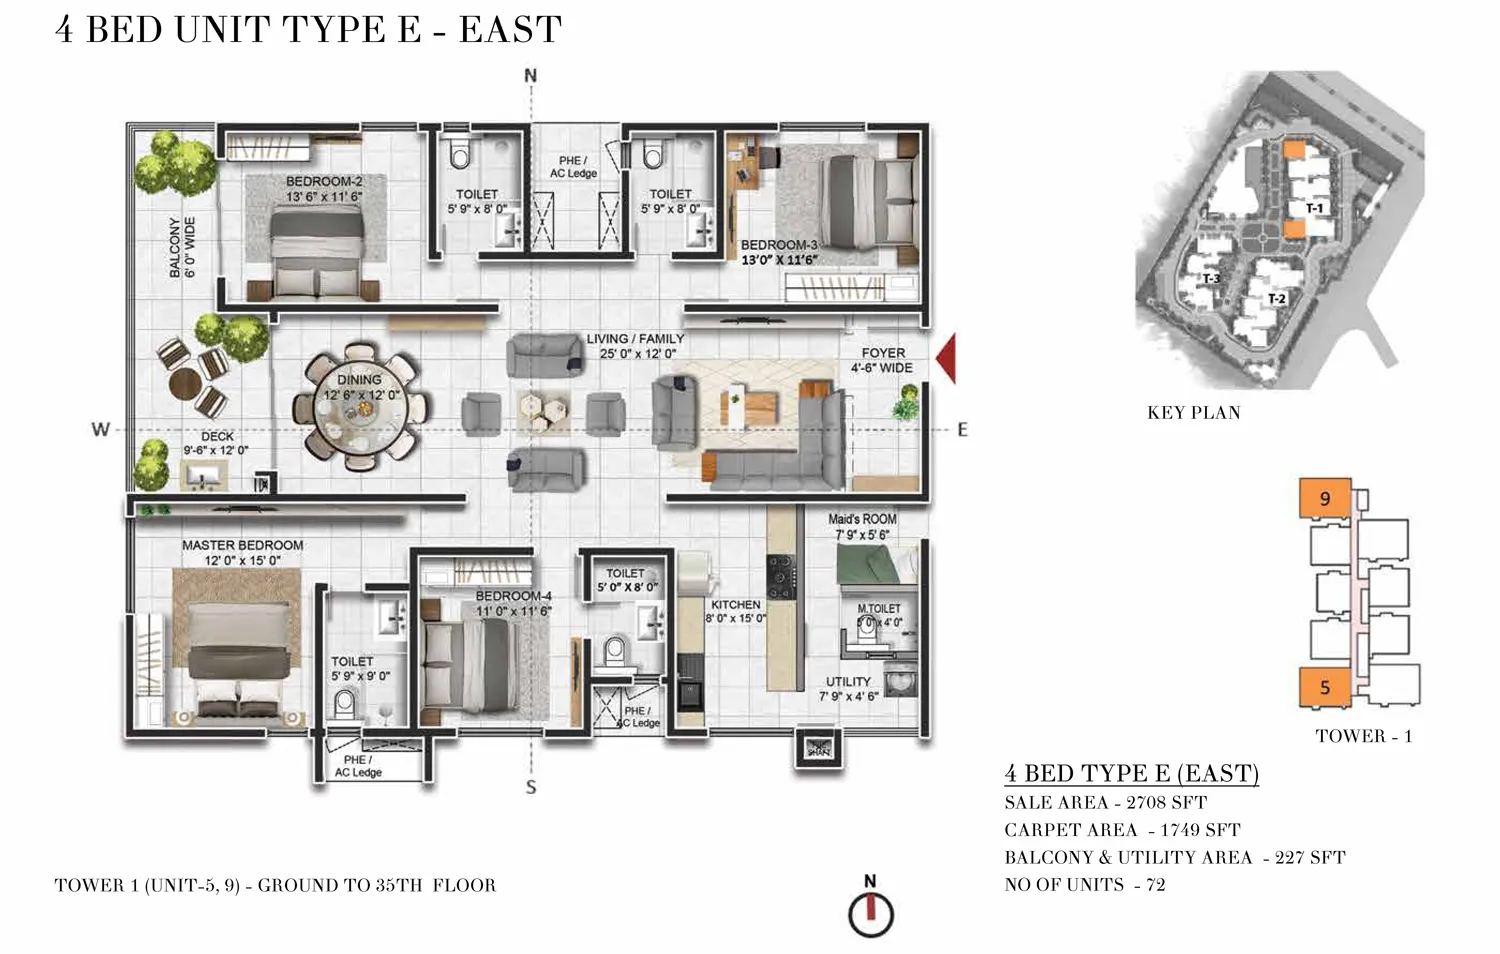 4 BED UNIT TYPE E - EAST
N
PHE /
AC Ledge
BEDROOM-2
13' 6" x 11' 6"
TOILET
5' 9" x 8' 0"
TOILET
5' 9" x 8' 0"
BALCONY
6' 0" WIDE
BEDROOM-3
13'0" X 11'6"
LIVING / FAMILY
25' 0" x 12' 0"
FOYER
4'-6" WIDE
DINING
12' 6" x 12' 0"
W
E
DECK
9'-6" x 12' 0"
Maid's ROOM
7' 9" x 5' 6"
MASTER BEDROOM
12' 0" x 15' 0"
TOILET
5' 0" X 8' 0"
BEDROOM-4
11' 0" x 11' 6"
KITCHEN
8' 0" x 15' 0"
M.TOILET
5' 0" x 4' 0"
TOILET
5' 9" x 9' 0"
UTILITY
7' 9" x 4' 6"
PHE /
AC Ledge
SHAFT
PHE /
AC Ledge
S
T-1
T-3
T-2
KEY PLAN
9
5
TOWER - 1
4 BED TYPE E (EAST)
SALE AREA - 2708 SFT
CARPET AREA - 1749 SFT
BALCONY & UTILITY AREA - 227 SFT
NO OF UNITS - 72
TOWER 1 (UNIT-5, 9) - GROUND TO 35TH FLOOR
N